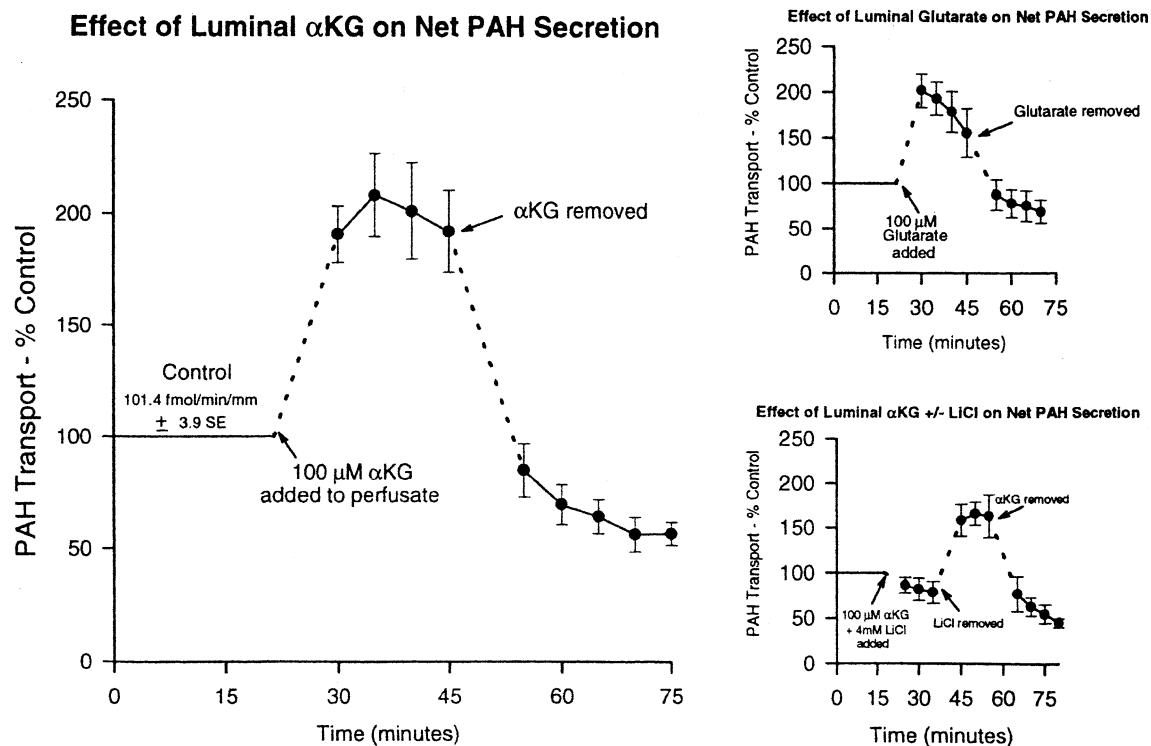 Effect of Luminal αKG on Net PAH Secretion
PAH Transport - % Control
250
200
150
100
50
0
Control
101.4 fmol/min/mm
± 3.9 SE
100 µM αKG
added to perfusate
αKG removed
0 15 30 45 60 75
Time (minutes)
Effect of Luminal Glutarate on Net PAH Secretion
PAH Transport - % Control
250
200
150
100
50
0
Glutarate removed
100 µM
Glutarate
added
0 15 30 45 60 75
Time (minutes)
Effect of Luminal αKG +/- LiCl on Net PAH Secretion
PAH Transport - % Control
250
200
150
100
50
0
αKG removed
100 µM αKG
+ 4mM LiCl
added
LiCl removed
0 15 30 45 60 75
Time (minutes)